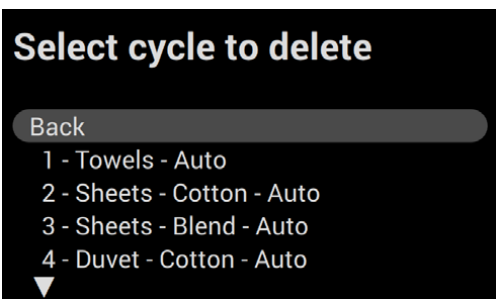 Select cycle to delete
Back
1 - Towels - Auto
2 - Sheets - Cotton - Auto
3 - Sheets - Blend - Auto
4 - Duvet - Cotton - Auto